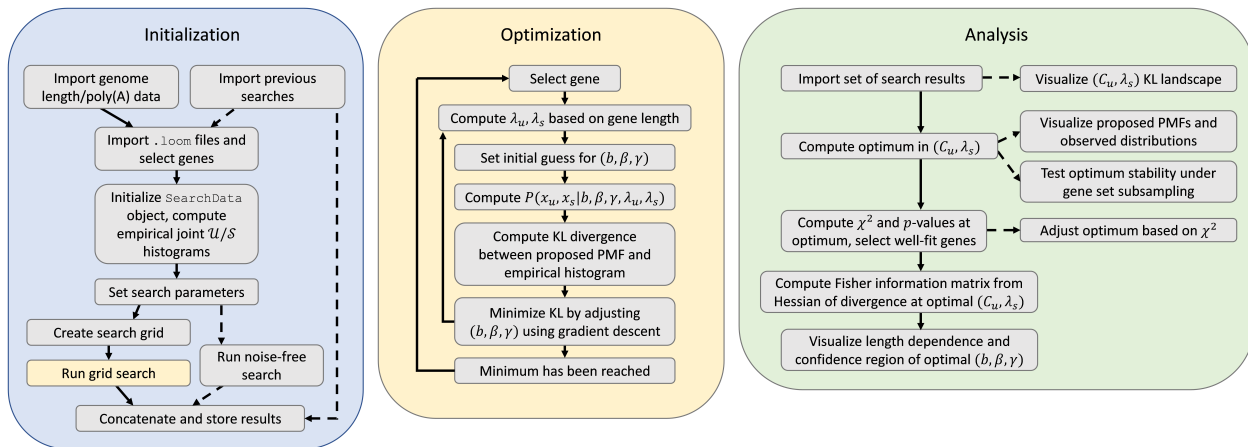 Initialization
Import genome
length/poly(A) data
Import previous
searches
Import .loom files and
select genes
Initialize SearchData
object, compute
empirical joint 𝒰/𝒮
histograms
Set search parameters
Create search grid
Run grid search
Run noise-free
search
Concatenate and store results
Optimization
Select gene
Compute λᵤ, λₛ based on gene length
Set initial guess for (b, β, γ)
Compute P(xᵤ, xₛ|b, β, γ, λᵤ, λₛ)
Compute KL divergence
between proposed PMF and
empirical histogram
Minimize KL by adjusting
(b, β, γ) using gradient descent
Minimum has been reached
Analysis
Import set of search results
Visualize (Cᵤ, λₛ) KL landscape
Compute optimum in (Cᵤ, λₛ)
Visualize proposed PMFs and
observed distributions
Test optimum stability under
gene set subsampling
Compute χ² and p-values at
optimum, select well-fit genes
Adjust optimum based on χ²
Compute Fisher information matrix from
Hessian of divergence at optimal (Cᵤ, λₛ)
Visualize length dependence and
confidence region of optimal (b, β, γ)